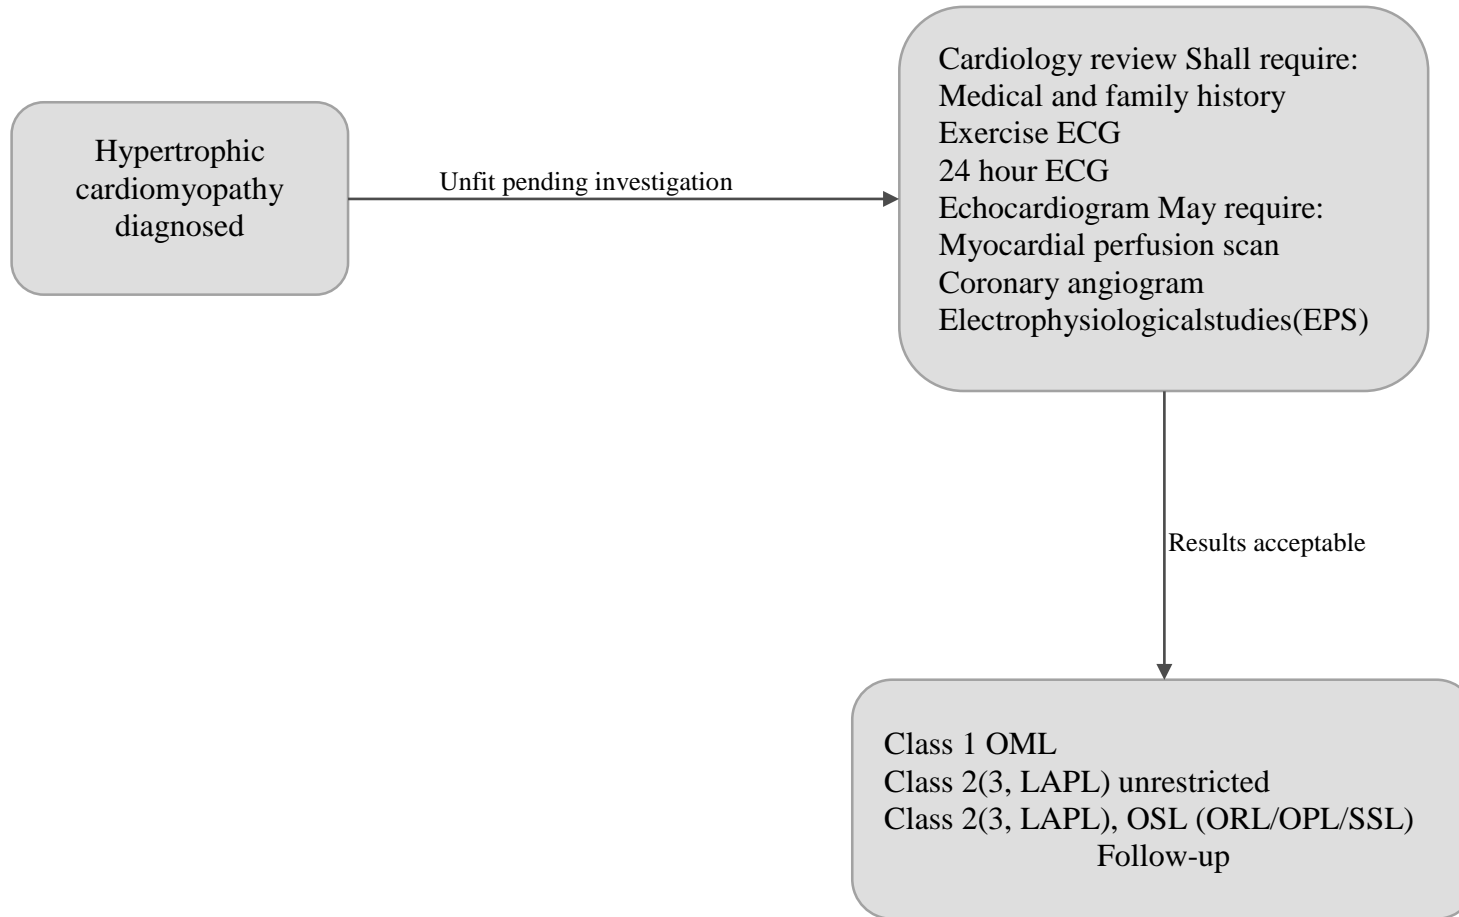 Hypertrophic
cardiomyopathy
diagnosed
Unfit pending investigation
Cardiology review Shall require:
Medical and family history
Exercise ECG
24 hour ECG
Echocardiogram May require:
Myocardial perfusion scan
Coronary angiogram
Electrophysiologicalstudies(EPS)
Results acceptable
Class 1 OML
Class 2(3, LAPL) unrestricted
Class 2(3, LAPL), OSL (ORL/OPL/SSL)
Follow-up